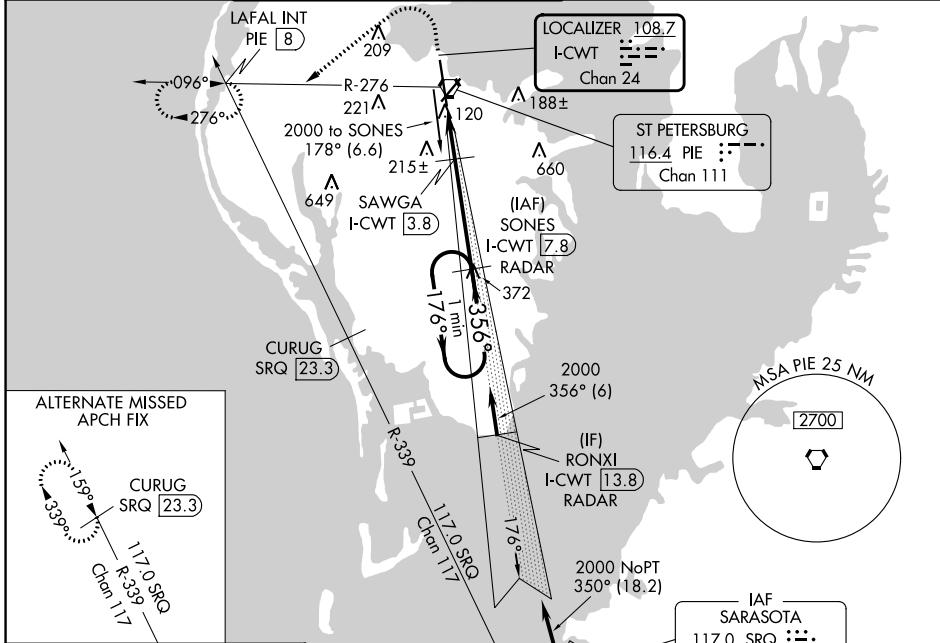 LAFAL INT
PIE 8
209
LOCALIZER 108.7
I-CWT
Chan 24
096°
276°
R-276
221
120
188±
2000 to SONES
178° (6.6)
ST PETERSBURG
116.4 PIE
Chan 111
215±
660
649
SAWGA
I-CWT 3.8
(IAF)
SONES
I-CWT 7.8
RADAR
372
176°
1 min
356°
CURUG
SRQ 23.3
2000
356° (6)
MSA PIE 25 NM
2700
(IF)
RONXI
I-CWT 13.8
RADAR
R-339
117.0 SRQ
Chan 117
176°
2000 NoPT
350° (18.2)
ALTERNATE MISSED
APCH FIX
159°
339°
CURUG
SRQ 23.3
117.0 SRQ
R-339
Chan 117
IAF
SARASOTA
117.0 SRQ